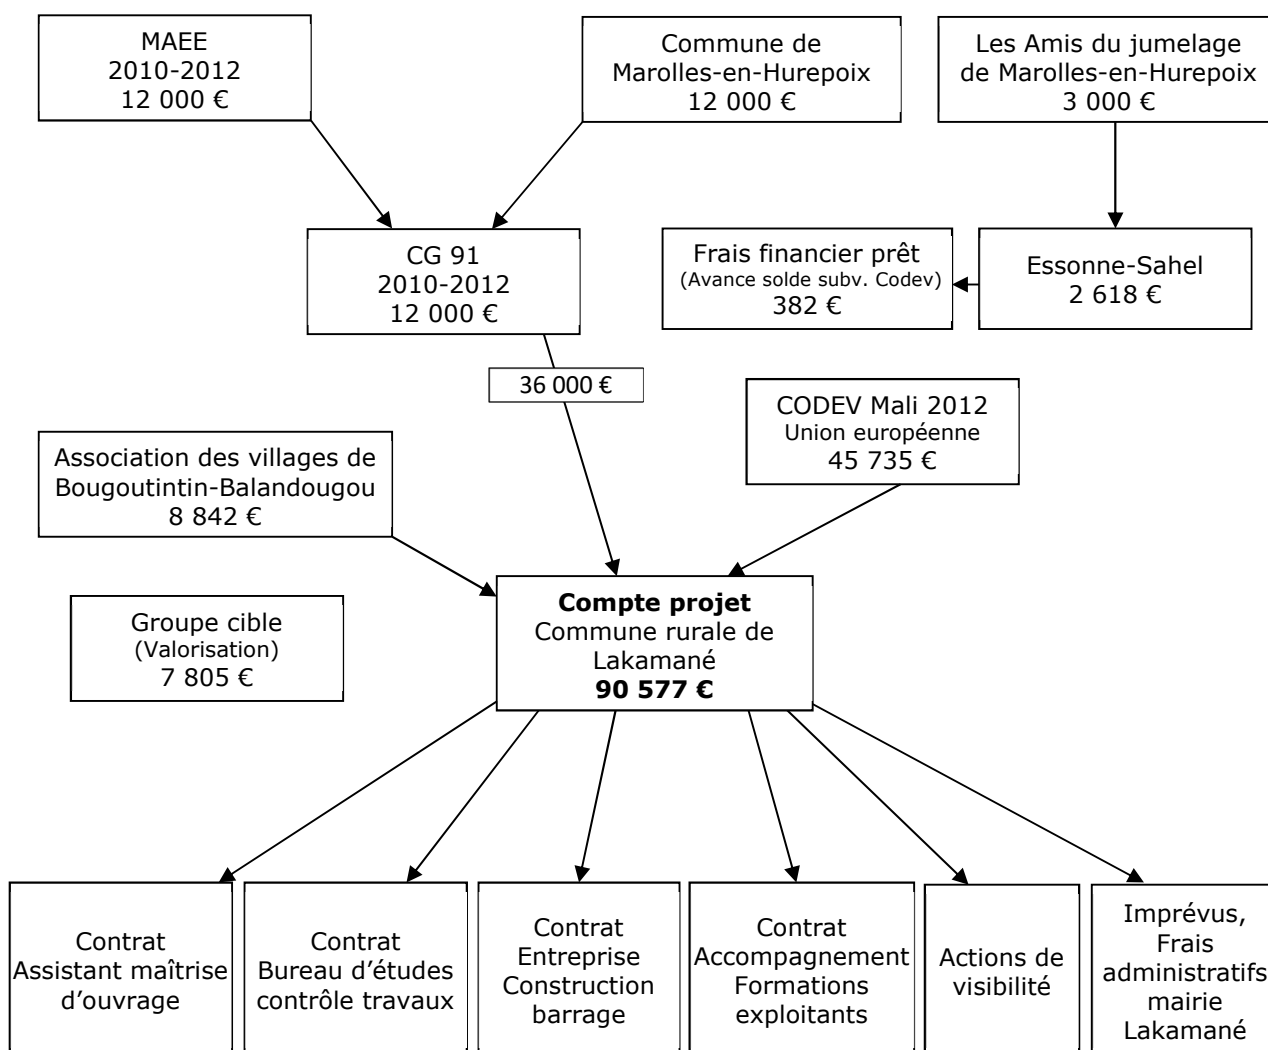 MAEE
2010-2012
12 000 €
Commune de
Marolles-en-Hurepoix
12 000 €
Les Amis du jumelage
de Marolles-en-Hurepoix
3 000 €
CG 91
2010-2012
12 000 €
Frais financier prêt
(Avance solde subv. Codev)
382 €
Essonne-Sahel
2 618 €
36 000 €
CODEV Mali 2012
Union européenne
45 735 €
Association des villages de
Bougoutintin-Balandougou
8 842 €
Groupe cible
(Valorisation)
7 805 €
Compte projet
Commune rurale de
Lakamané
90 577 €
Contrat
Assistant maîtrise
d’ouvrage
Contrat
Bureau d’études
contrôle travaux
Contrat
Entreprise
Construction
barrage
Contrat
Accompagnement
Formations
exploitants
Actions de
visibilité
Imprévus,
Frais
administratifs
mairie
Lakamané